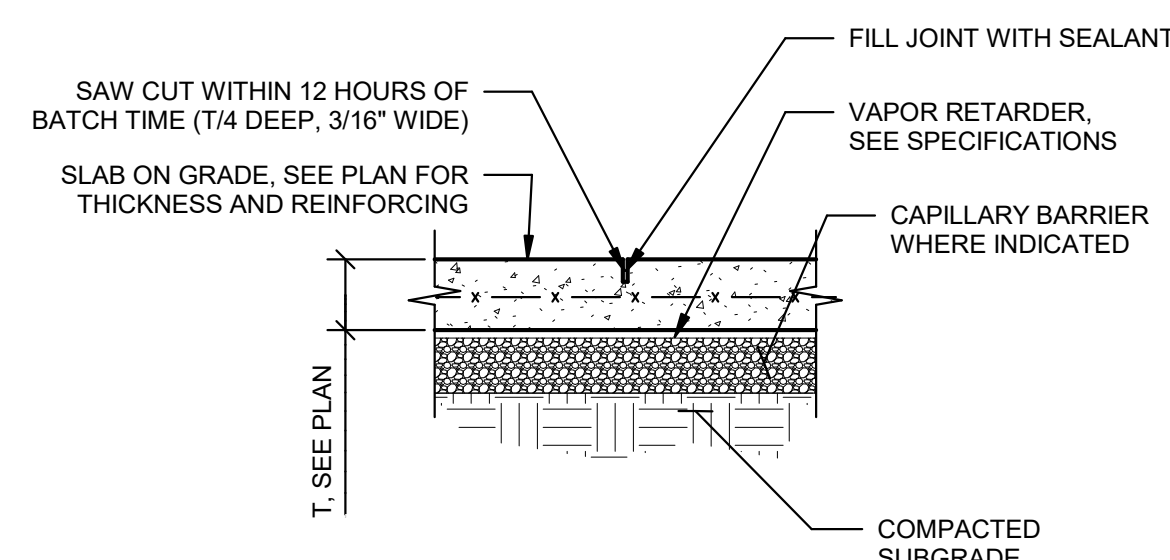 FILL JOINT WITH SEALANT
SAW CUT WITHIN 12 HOURS OF
BATCH TIME (T/4 DEEP, 3/16" WIDE)
VAPOR RETARDER,
SEE SPECIFICATIONS
SLAB ON GRADE, SEE PLAN FOR
THICKNESS AND REINFORCING
CAPILLARY BARRIER
WHERE INDICATED
X X X X X
T, SEE PLAN
COMPACTED
SUBGRADE